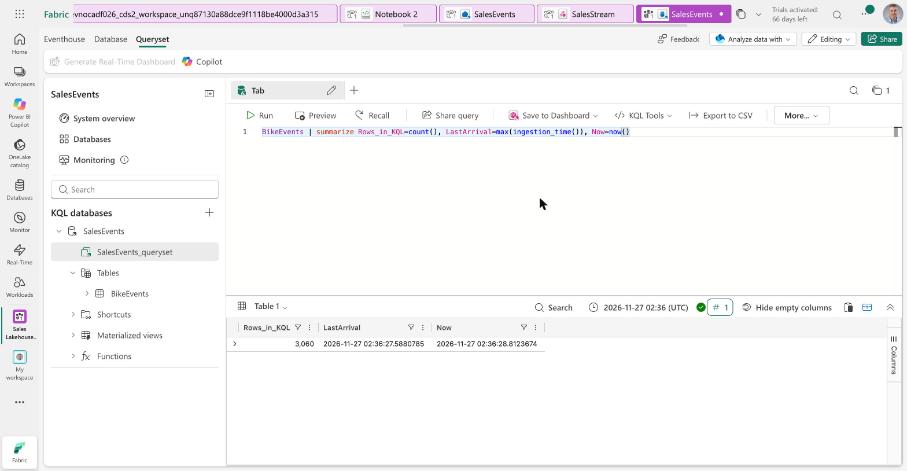 Fabric
vnocadf026_cds2_workspace_unq87130a88dce9f1118be4000d3a315
Notebook 2
SalesEvents
SalesStream
SalesEvents
Trials activated:
66 days left
Eventhouse
Database
Queryset
Feedback
Analyze data with
Editing
Share
Generate Real-Time Dashboard
Copilot
Home
Workspaces
Power BI
Copilot
OneLake
catalog
Databases
Monitor
Real-Time
Workloads
Sales
Lakehouse...
My
workspace
Fabric
SalesEvents
System overview
Databases
Monitoring
Search
KQL databases
SalesEvents
SalesEvents_queryset
Tables
BikeEvents
Shortcuts
Materialized views
Functions
Tab
1
Run
Preview
Recall
Share query
Save to Dashboard
KQL Tools
Export to CSV
More...
1 BikeEvents | summarize Rows_in_KQL=count(), LastArrival=max(ingestion_time()), Now=now()
Table 1
Search
2026-11-27 02:36 (UTC)
# 1
Hide empty columns
Rows_in_KQL LastArrival Now
3,060 2026-11-27 02:36:27.5880785 2026-11-27 02:36:28.8123674
Columns